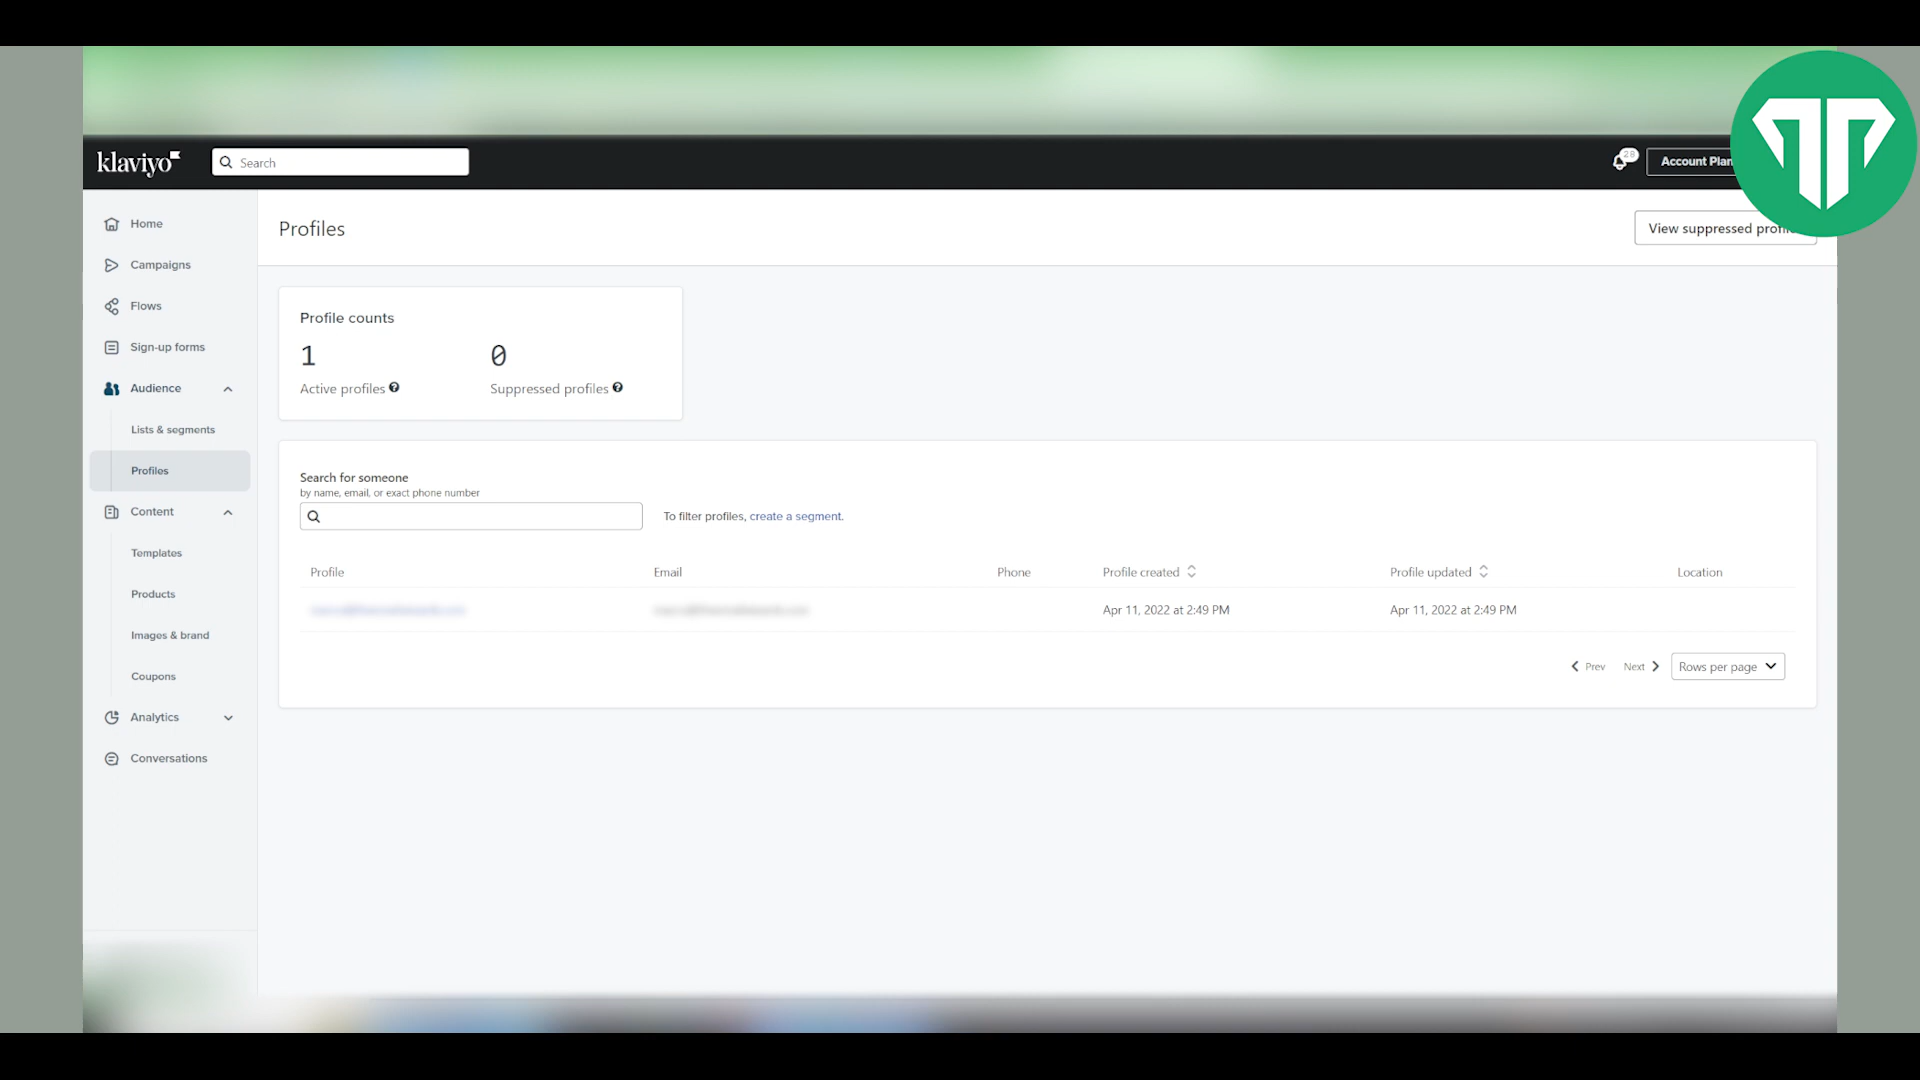 klaviyo
Search
28
Account Plan
Home
Campaigns
Flows
Sign-up forms
Audience
Lists & segments
Profiles
Content
Templates
Products
Images & brand
Coupons
Analytics
Conversations
Profiles
View suppressed
Profile counts
1
0
Active profiles
Suppressed profiles
Search for someone
by name, email, or exact phone number
To filter profiles, create a segment.
Profile Email Phone Profile created Profile updated Location
Apr 11, 2022 at 2:49 PM Apr 11, 2022 at 2:49 PM
Prev Next Rows per page